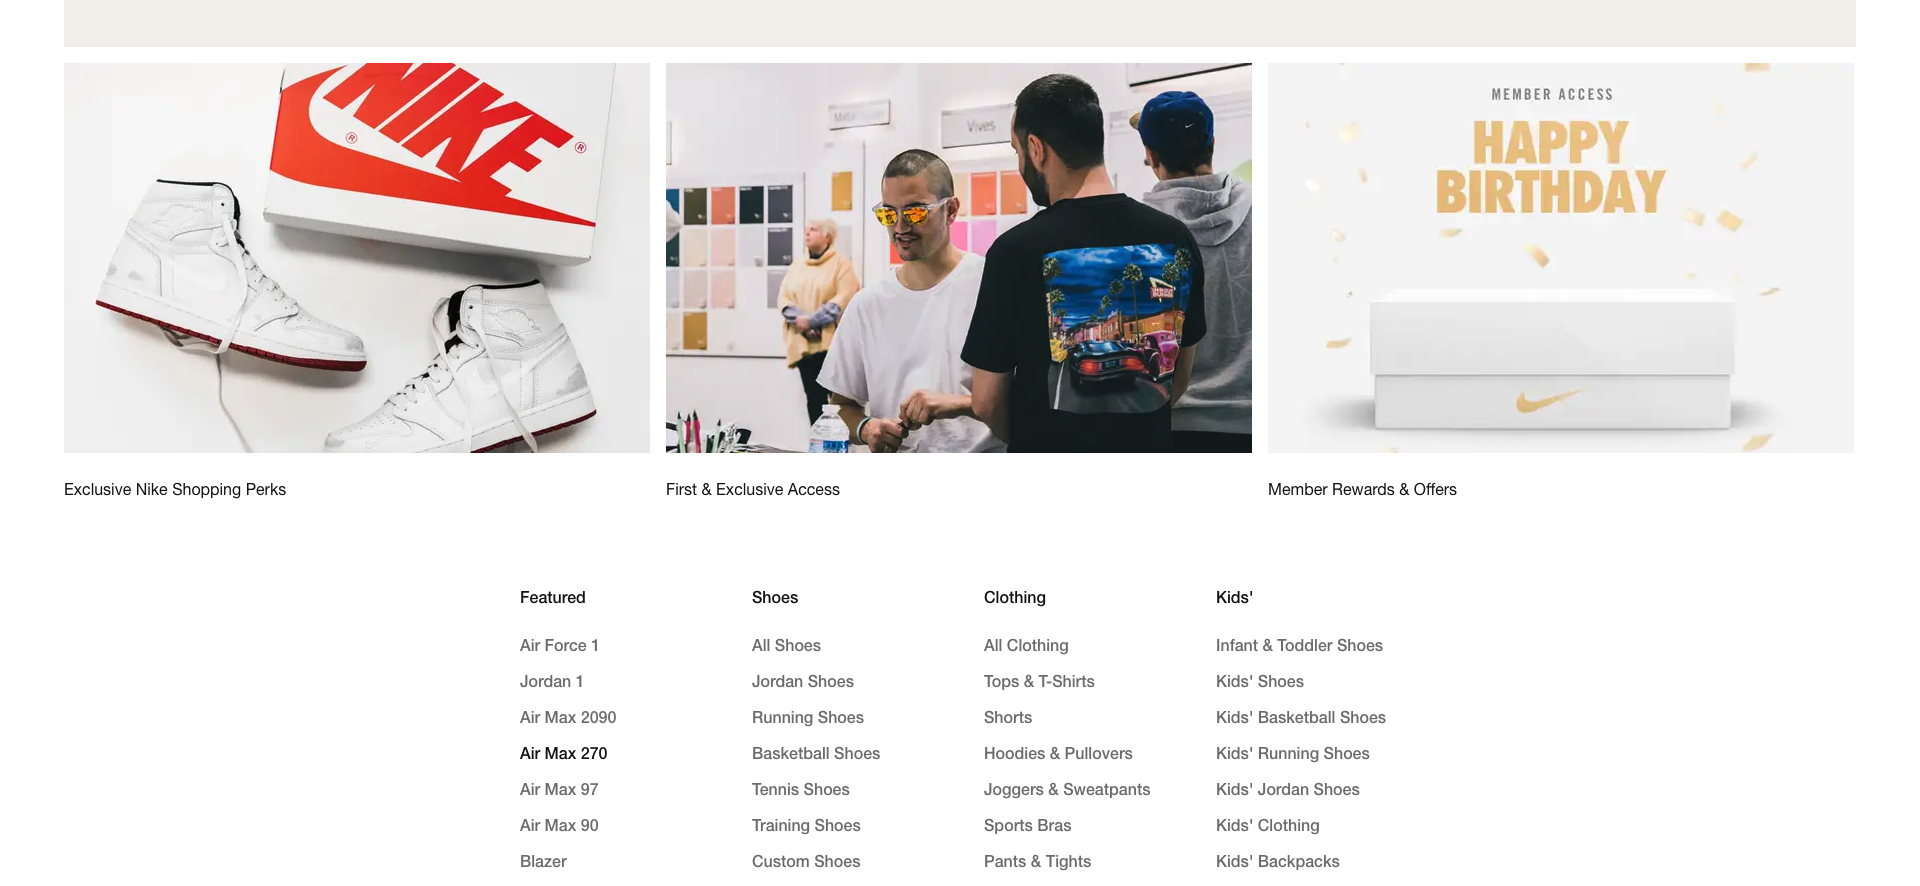 NIKE
®
®
Vives
MEMBER ACCESS
HAPPY
BIRTHDAY
Exclusive Nike Shopping Perks
First & Exclusive Access
Member Rewards & Offers
Featured
Shoes
Clothing
Kids'
Air Force 1
All Shoes
All Clothing
Infant & Toddler Shoes
Jordan 1
Jordan Shoes
Tops & T-Shirts
Kids' Shoes
Air Max 2090
Running Shoes
Shorts
Kids' Basketball Shoes
Air Max 270
Basketball Shoes
Hoodies & Pullovers
Kids' Running Shoes
Air Max 97
Tennis Shoes
Joggers & Sweatpants
Kids' Jordan Shoes
Air Max 90
Training Shoes
Sports Bras
Kids' Clothing
Blazer
Custom Shoes
Pants & Tights
Kids' Backpacks